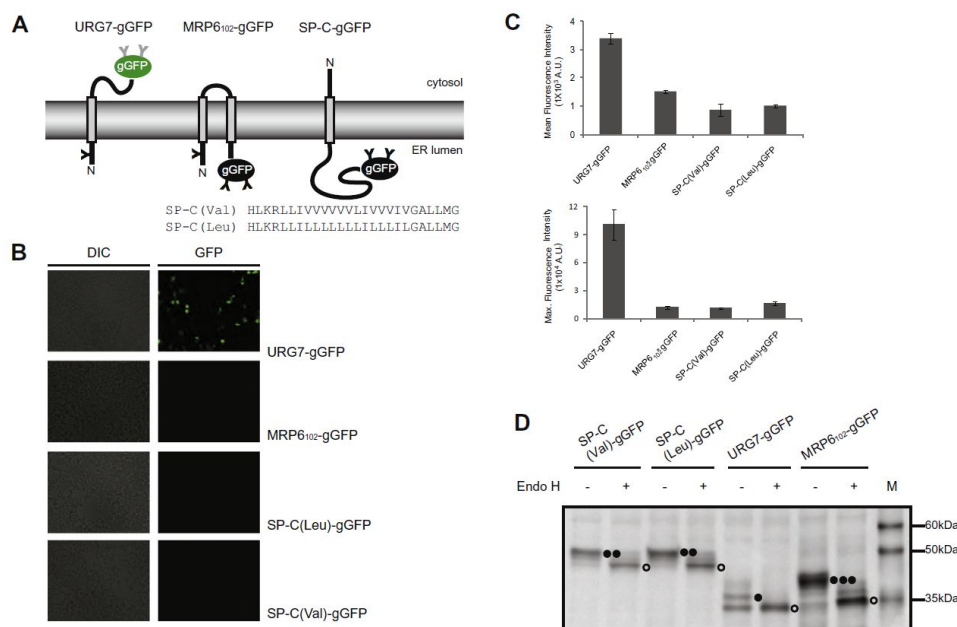 A
URG7-gGFP
MRP6102-gGFP
SP-C-gGFP
gGFP
N
cytosol
ER lumen
N
N
gGFP
gGFP
SP-C(Val) HLKRLLIVVVVVVLIVVVIVGALLMG
SP-C(Leu) HLKRLLILLLLLLLILLLILGALLMG
B
DIC
GFP
URG7-gGFP
MRP6102-gGFP
SP-C(Leu)-gGFP
SP-C(Val)-gGFP
C
Mean Fluorescence Intensity
(1X10³ A.U.)
4
3
2
1
0
URG7-gGFP
MRP6102-gGFP
SP-C(Val)-gGFP
SP-C(Leu)-gGFP
Max. Fluorescence Intensity
(1x10⁴ A.U.)
12
9
6
3
0
URG7-gGFP
MRP6102-gGFP
SP-C(Val)-gGFP
SP-C(Leu)-gGFP
D
SP-C
(Val)-gGFP
SP-C
(Leu)-gGFP
URG7-gGFP
MRP6102-gGFP
Endo H - + - + - + - + M
60kDa
50kDa
35kDa